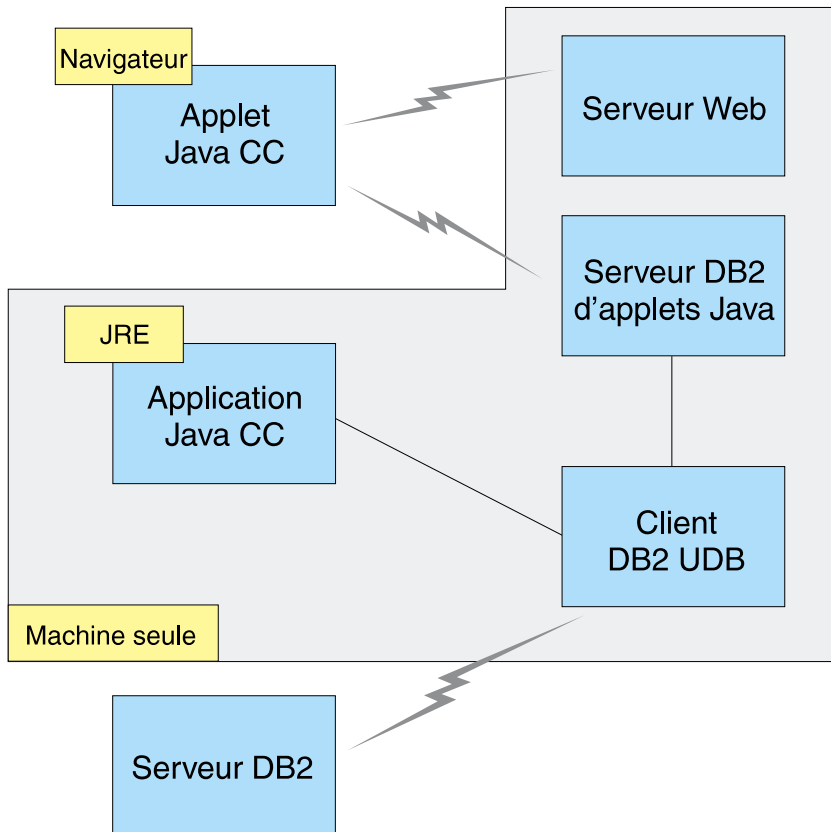 Navigateur
Applet
Java CC
Serveur Web
Serveur DB2
d'applets Java
JRE
Application
Java CC
Client
DB2 UDB
Machine seule
Serveur DB2